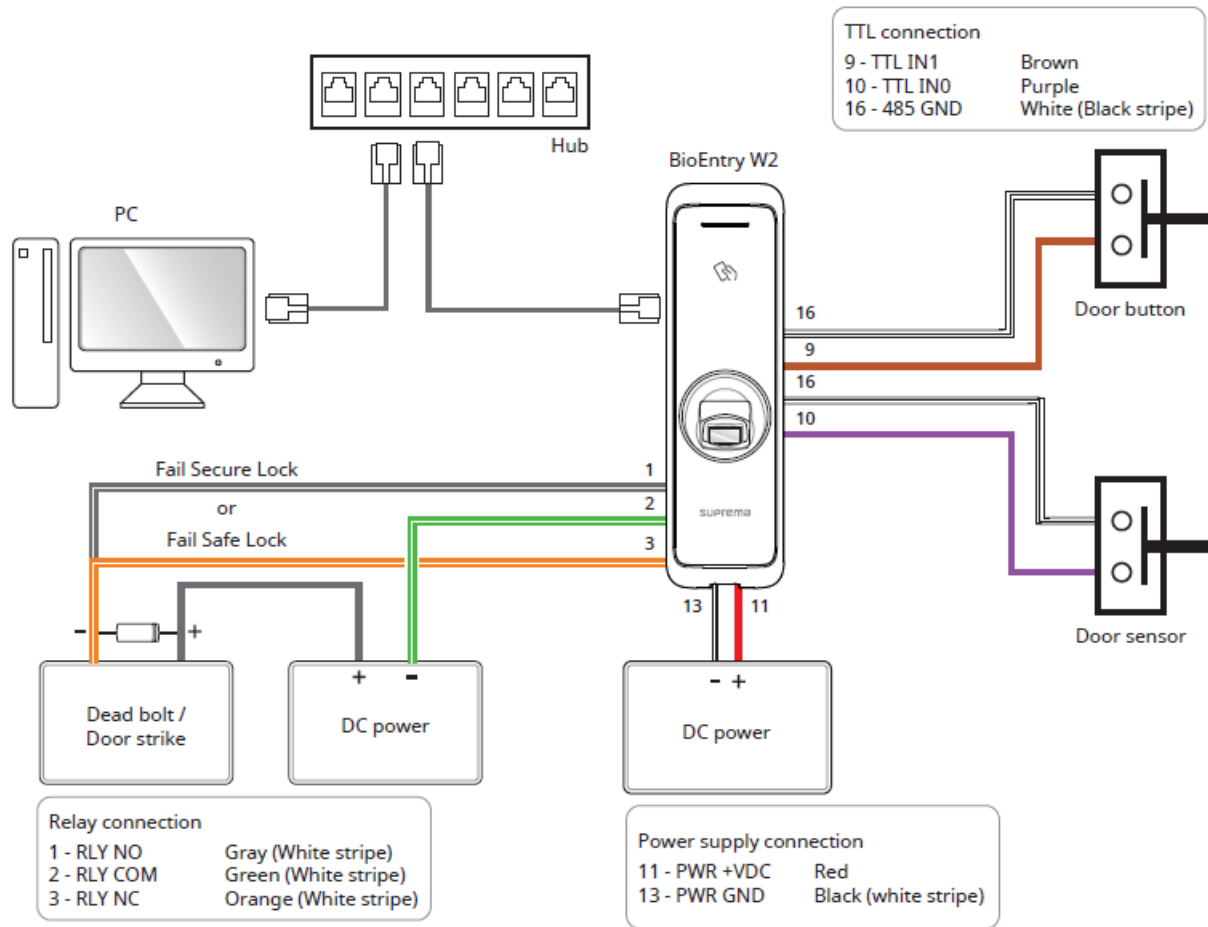 TTL connection
9 - TTL IN1 Brown
10 - TTL IN0 Purple
16 - 485 GND White (Black stripe)
Hub
BioEntry W2
PC
Door button
16
9
16
10
Fail Secure Lock
1
or
2
Fail Safe Lock
3
suprema
13
11
Door sensor
- +
+ -
- +
Dead bolt /
Door strike
DC power
DC power
Relay connection
1 - RLY NO Gray (White stripe)
2 - RLY COM Green (White stripe)
3 - RLY NC Orange (White stripe)
Power supply connection
11 - PWR +VDC Red
13 - PWR GND Black (white stripe)